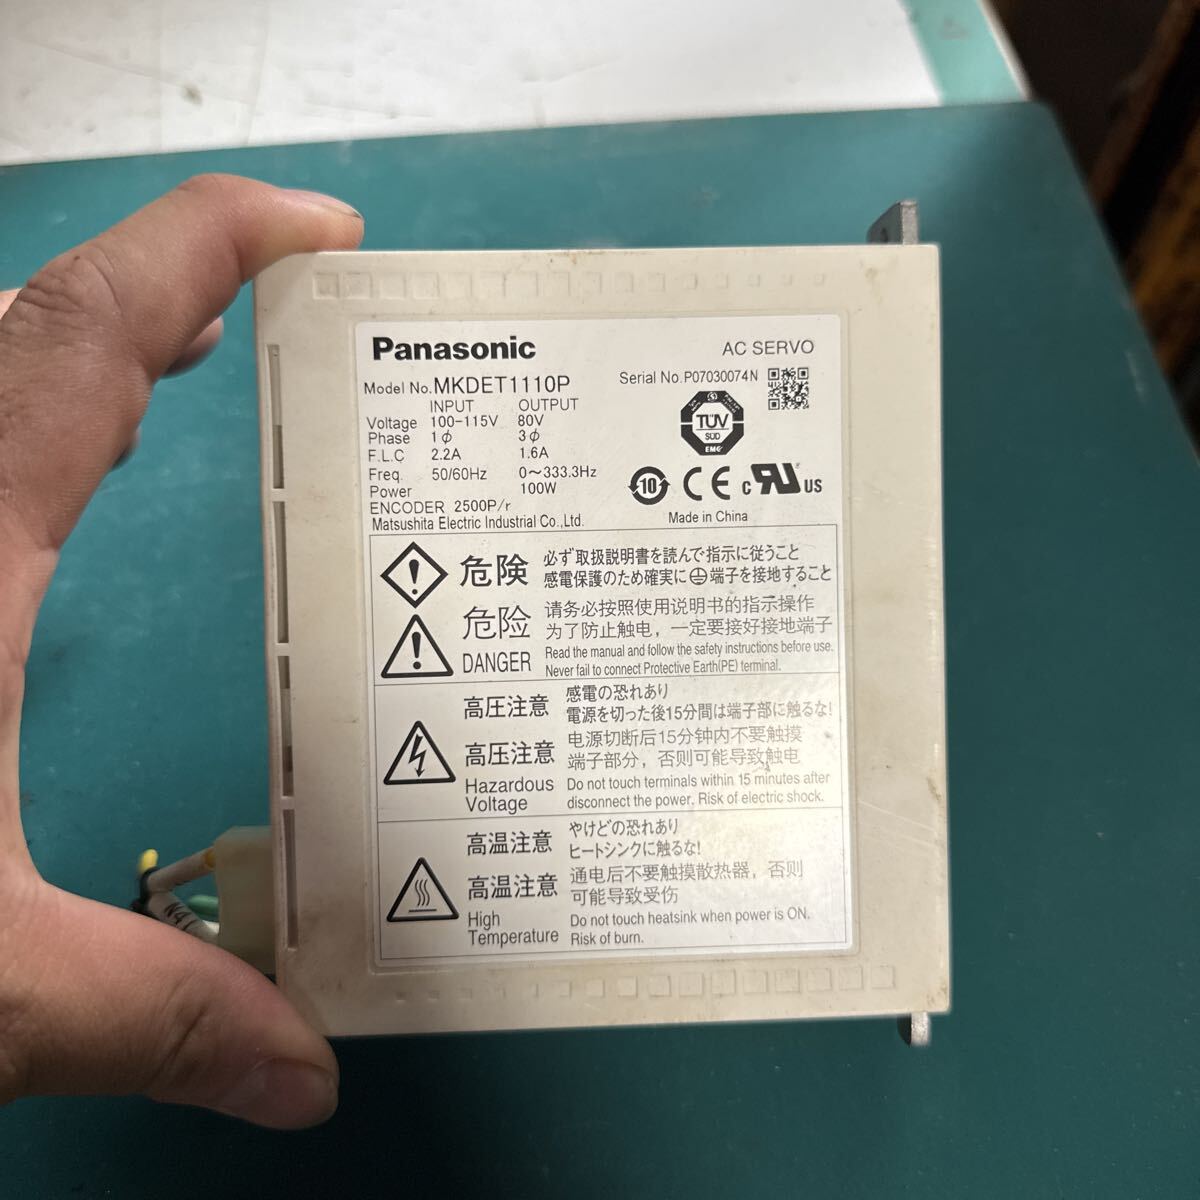 Panasonic
AC SERVO
Model No. MKDET1110P
Serial No. P07030074N
INPUT OUTPUT
Voltage 100-115V 80V
Phase 1ϕ 3ϕ
F.L.C 2.2A 1.6A
Freq. 50/60Hz 0～333.3Hz
Power 100W
ENCODER 2500P/r
Matsushita Electric Industrial Co.,Ltd.
TÜV
SÜD
EMC
10
CE
c RU US
Made in China
危険
必ず取扱説明書を読んで指示に従うこと
感電保護のため確実に⏚端子を接地すること
危险
请务必按照使用说明书的指示操作
为了防止触电，一定要接好接地端子
DANGER
Read the manual and follow the safety instructions before use.
Never fail to connect Protective Earth(PE) terminal.
高圧注意
感電の恐れあり
電源を切った後15分間は端子部に触るな!
高压注意
电源切断后15分钟内不要触摸
端子部分，否则可能导致触电
Hazardous
Voltage
Do not touch terminals within 15 minutes after
disconnect the power. Risk of electric shock.
高温注意
やけどの恐れあり
ヒートシンクに触るな!
高温注意
通电后不要触摸散热器，否则
可能导致受伤
High
Temperature
Do not touch heatsink when power is ON.
Risk of burn.